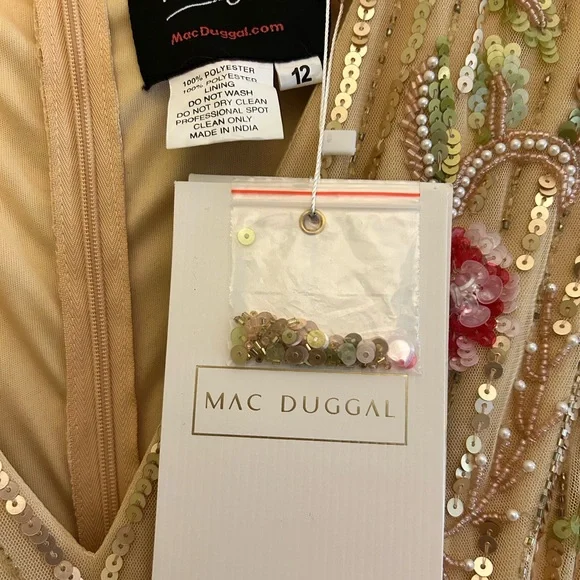 MacDuggal.com
12
100% POLYESTER
100% POLYESTER
LINING
DO NOT WASH
DO NOT DRY CLEAN
PROFESSIONAL SPOT
CLEAN ONLY
MADE IN INDIA
MAC DUGGAL